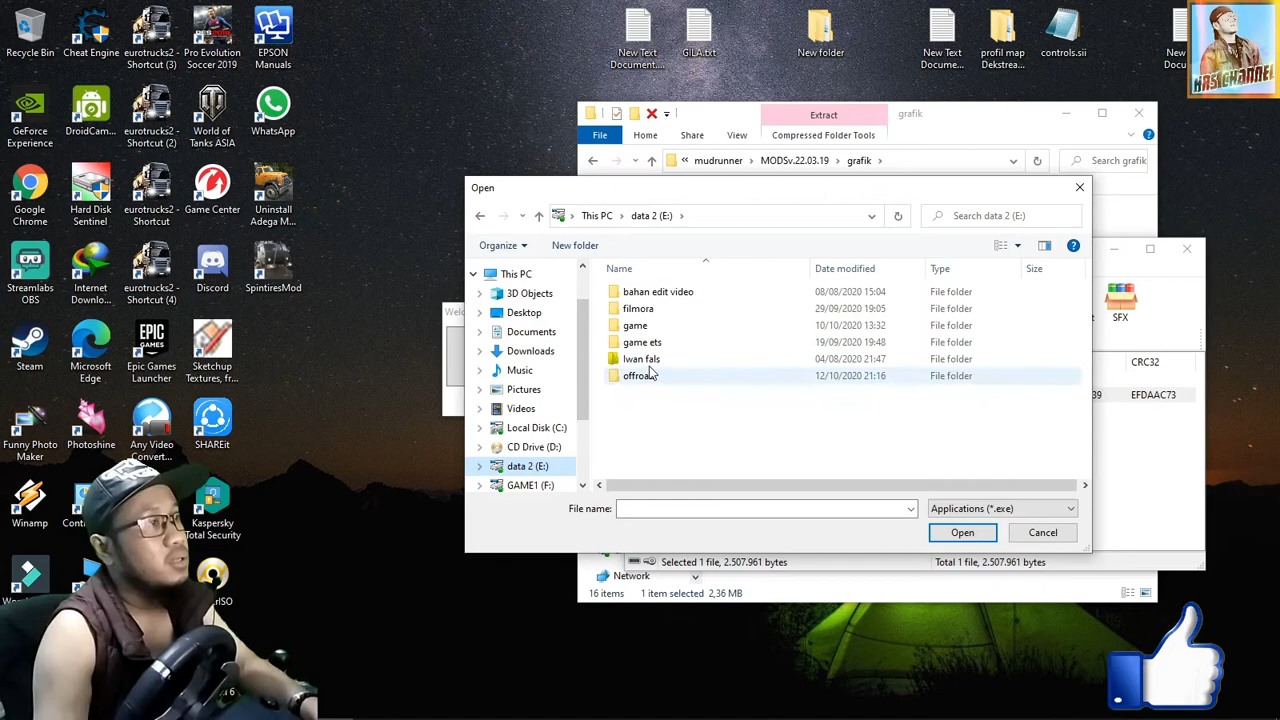 Recycle Bin
Cheat Engine
eurotrucks2 -
Shortcut (3)
Pro Evolution
Soccer 2019
EPSON
Manuals
New Text
Document....
GILA.txt
New folder
New Text
Docume...
profil map
Dekstrea...
controls.sii
New Te
Docum
HRS CHANNEL
GeForce
Experience
DroidCam...
eurotrucks2 -
Shortcut (2)
World of
Tanks ASIA
WhatsApp
Google
Chrome
Hard Disk
Sentinel
eurotrucks2
- Shortcut
Game Center
Uninstall
Adega M...
Streamlabs
OBS
Internet
Downlo...
eurotrucks2 -
Shortcut (4)
Discord
SpintiresMod
Steam
Microsoft
Edge
Epic Games
Launcher
Sketchup
Textures, fr...
Funny Photo
Maker
Photoshine
Any Video
Convert...
SHAREit
Winamp
Kaspersky
Total Security
Extract
grafik
File
Home
Share
View
Compressed Folder Tools
«
mudrunner
MODSv.22.03.19
grafik
Search grafik
Open
This PC
data 2 (E:)
Search data 2 (E:)
Organize
New folder
This PC
3D Objects
Desktop
Documents
Downloads
Music
Pictures
Videos
Local Disk (C:)
CD Drive (D:)
data 2 (E:)
GAME1 (F:)
Name
Date modified
Type
Size
bahan edit video
08/08/2020 15:04
File folder
filmora
29/09/2020 19:05
File folder
game
10/10/2020 13:32
File folder
game ets
19/09/2020 19:48
File folder
Iwan fals
04/08/2020 21:47
File folder
12/10/2020 21:16
File folder
File name:
Applications (*.exe)
Open
Cancel
Welc
SFX
CRC32
39
EFDAAC73
Selected 1 file, 2.507.961 bytes
Total 1 file, 2.507.961 bytes
Network
16 items
1 item selected 2,36 MB